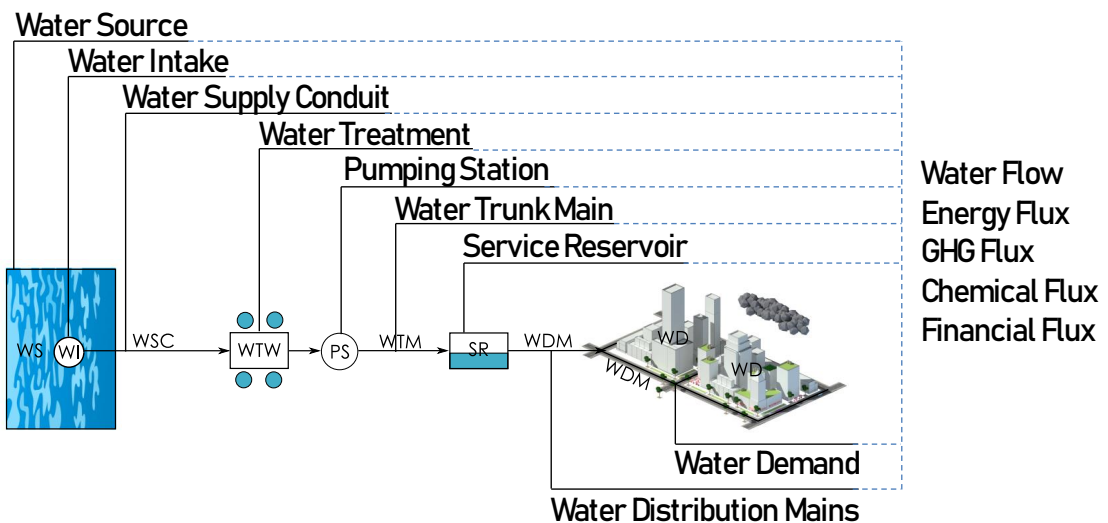 Water Source
Water Intake
Water Supply Conduit
Water Treatment
Pumping Station
Water Trunk Main
Service Reservoir
Water Flow
Energy Flux
GHG Flux
Chemical Flux
Financial Flux
WS
WI
WSC
WTW
PS
WTM
SR
WDM
WD
WD
WDM
Water Demand
Water Distribution Mains